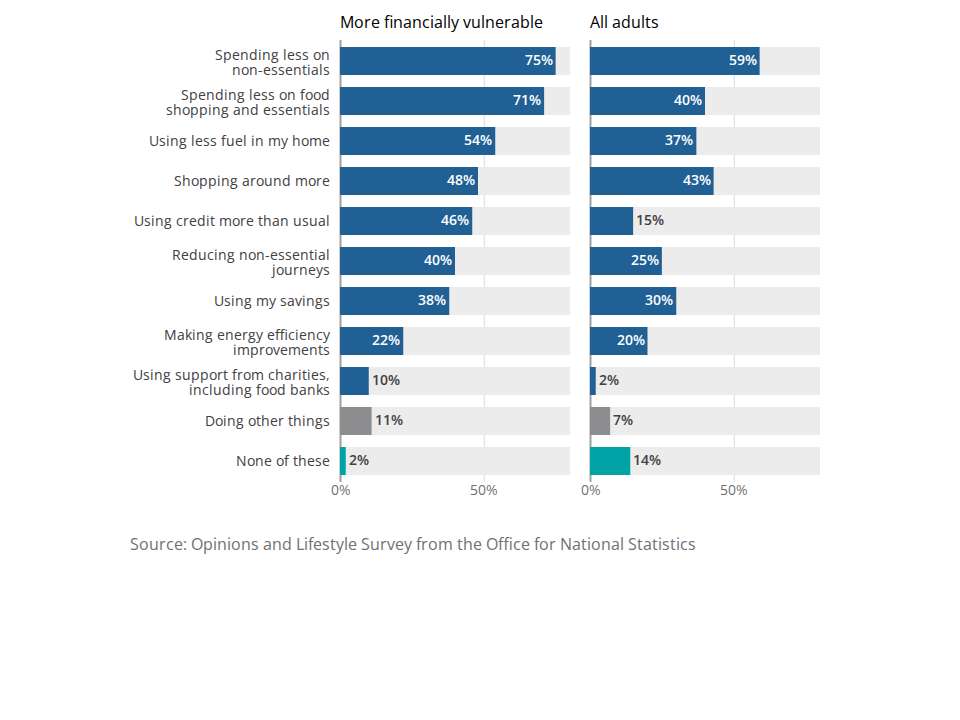 More financially vulnerable All adults
Spending less on
non-essentials
75% 59%
Spending less on food
shopping and essentials
71% 40%
Using less fuel in my home 54% 37%
Shopping around more 48% 43%
Using credit more than usual 46% 15%
Reducing non-essential
journeys
40% 25%
Using my savings 38% 30%
Making energy efficiency
improvements
22% 20%
Using support from charities,
including food banks
10% 2%
Doing other things 11% 7%
None of these 2% 14%
0% 50% 0% 50%
Source: Opinions and Lifestyle Survey from the Office for National Statistics